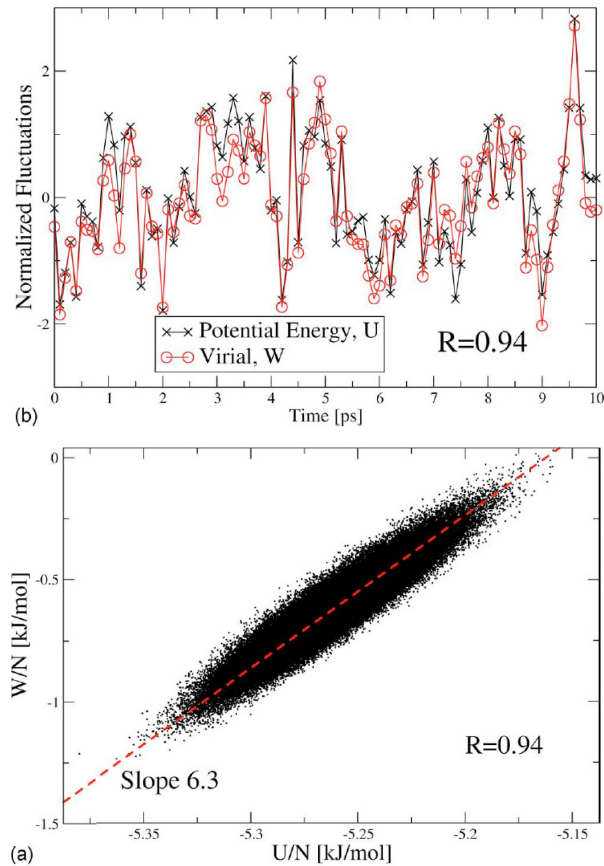 2
0
-2
Normalized Fluctuations
Potential Energy, U
Virial, W
R=0.94
0 1 2 3 4 5 6 7 8 9 10
Time [ps]
(b)
0
-0.5
-1
-1.5
W/N [kJ/mol]
R=0.94
Slope 6.3
-5.35 -5.3 -5.25 -5.2 -5.15
U/N [kJ/mol]
(a)